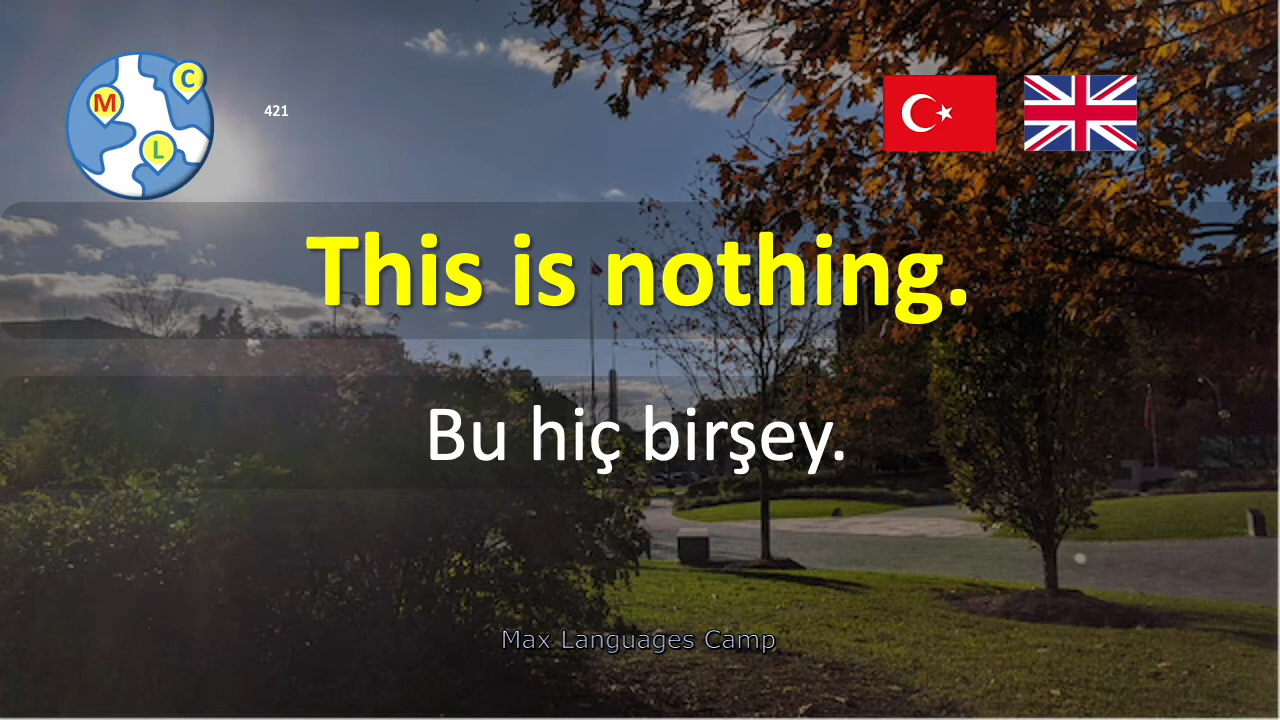 M
C
L
421
This is nothing.
Bu hiç birşey.
Max Languages Camp